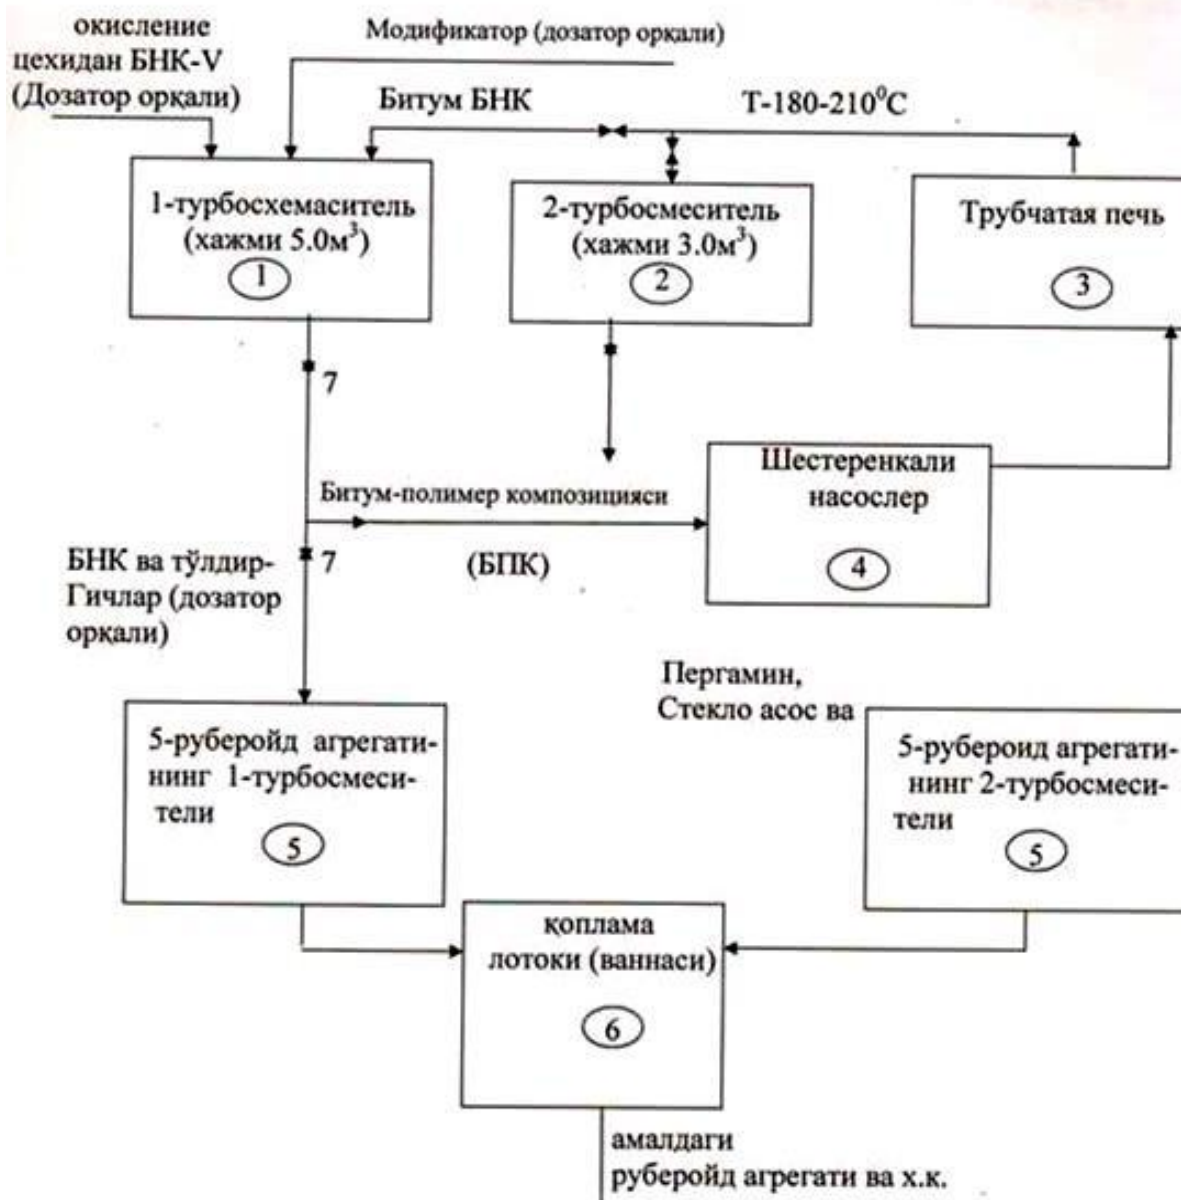 окисление
цехидан БНК-V
(Дозатор орқали)
Модификатор (дозатор орқали)
Битум БНК
Т-180-210⁰С
1-турбосхемаситель
(хажми 5.0м³)
1
2-турбосмеситель
(хажми 3.0м³)
2
Трубчатая печь
3
7
Шестеренкали
насослер
4
Битум-полимер композицияси
(БПК)
7
БНК ва тўлдир-
Гичлар (дозатор
орқали)
Пергамин,
Стекло асос ва
5-руберойд агрегати-
нинг 1-турбосмеси-
тели
5
5-рубероид агрегати-
нинг 2-турбосмеси-
тели
5
қоплама
лотоки (ваннаси)
6
амалдаги
руберойд агрегати ва х.к.